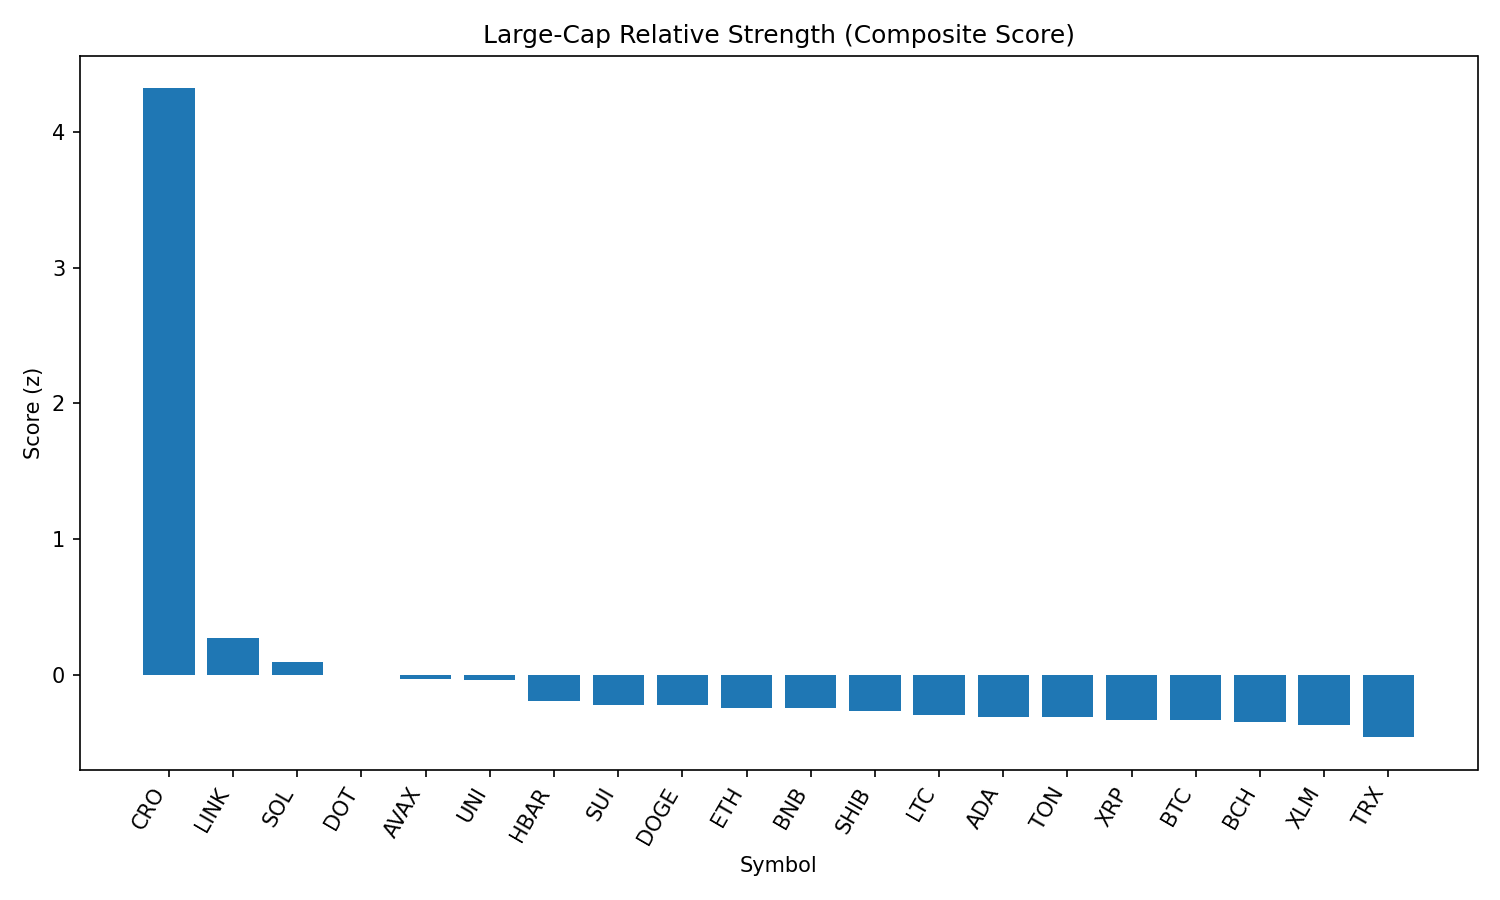 Large-Cap Relative Strength (Composite Score)
4
3
2
1
0
Score (z)
CRO
LINK
SOL
DOT
AVAX
UNI
HBAR
SUI
DOGE
ETH
BNB
SHIB
LTC
ADA
TON
XRP
BTC
BCH
XLM
TRX
Symbol